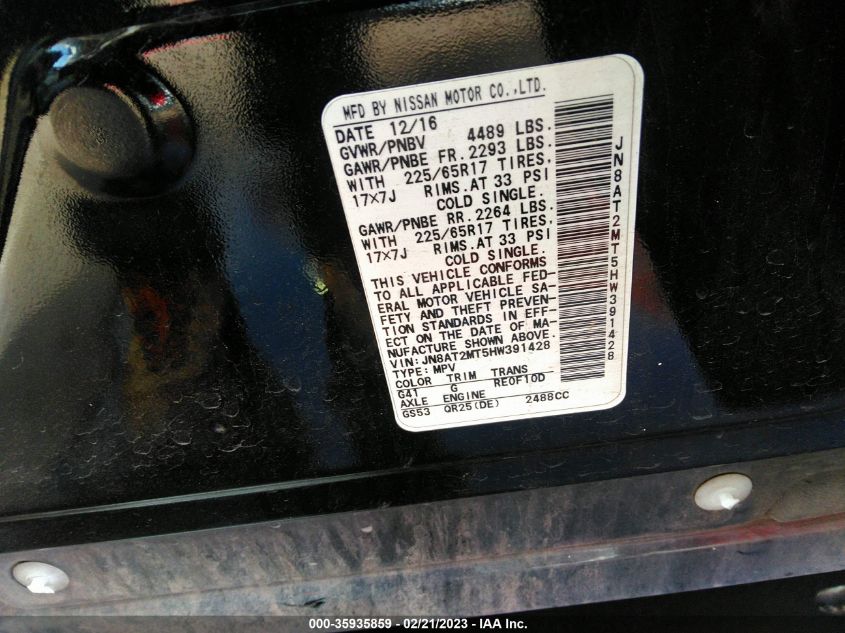 MFD BY NISSAN MOTOR CO.,LTD.
DATE 12/16
GVWR/PNBV 4489 LBS.
GAWR/PNBE FR. 2293 LBS.
WITH 225/65R17 TIRES,
17X7J RIMS.AT 33 PSI
COLD SINGLE.
GAWR/PNBE RR. 2264 LBS.
WITH 225/65R17 TIRES,
17X7J RIMS.AT 33 PSI
COLD SINGLE.
THIS VEHICLE CONFORMS
TO ALL APPLICABLE FED-
ERAL MOTOR VEHICLE SA-
FETY AND THEFT PREVEN-
TION STANDARDS IN EFF-
ECT ON THE DATE OF MA-
NUFACTURE SHOWN ABOVE.
VIN:JN8AT2MT5HW391428
TYPE:MPV
COLOR TRIM TRANS
G41 G RE0F10D
AXLE ENGINE
GS53 QR25(DE) 2488CC
JN8AT2MT5HW391428
000-35935859 - 02/21/2023 - IAA Inc.